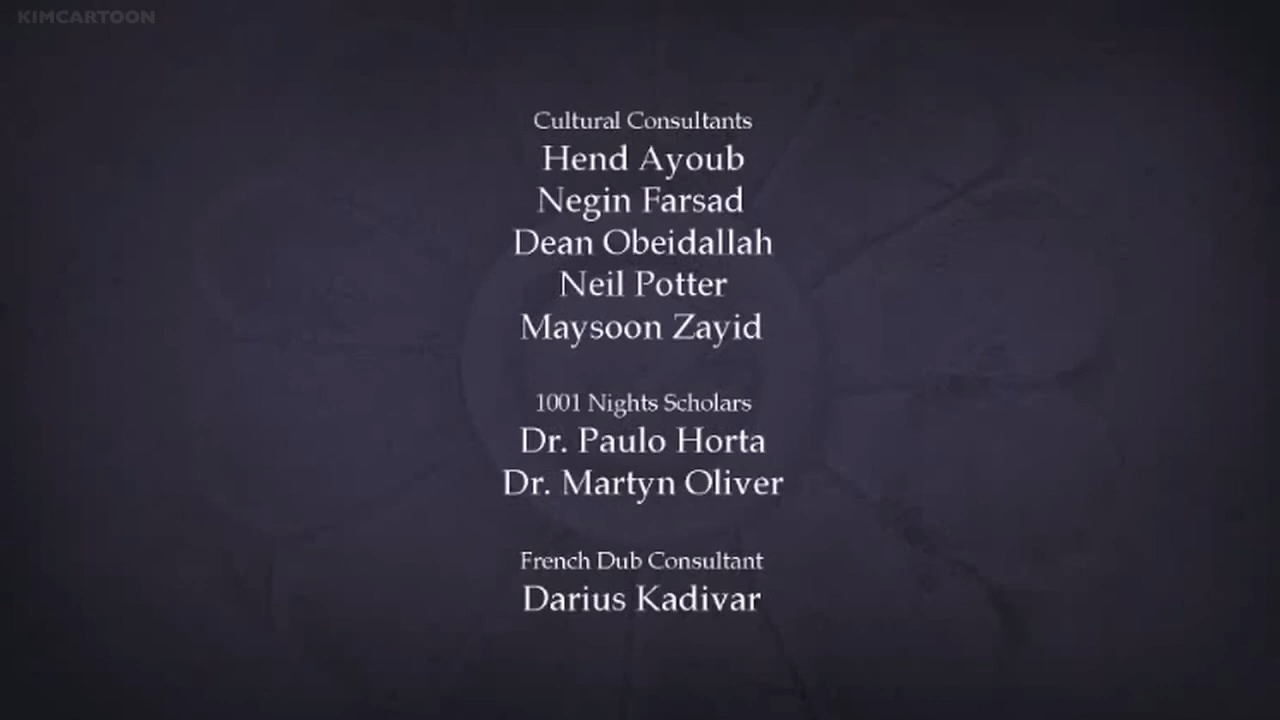 KIMCARTOON
Cultural Consultants
Hend Ayoub
Negin Farsad
Dean Obeidallah
Neil Potter
Maysoon Zayid
1001 Nights Scholars
Dr. Paulo Horta
Dr. Martyn Oliver
French Dub Consultant
Darius Kadivar